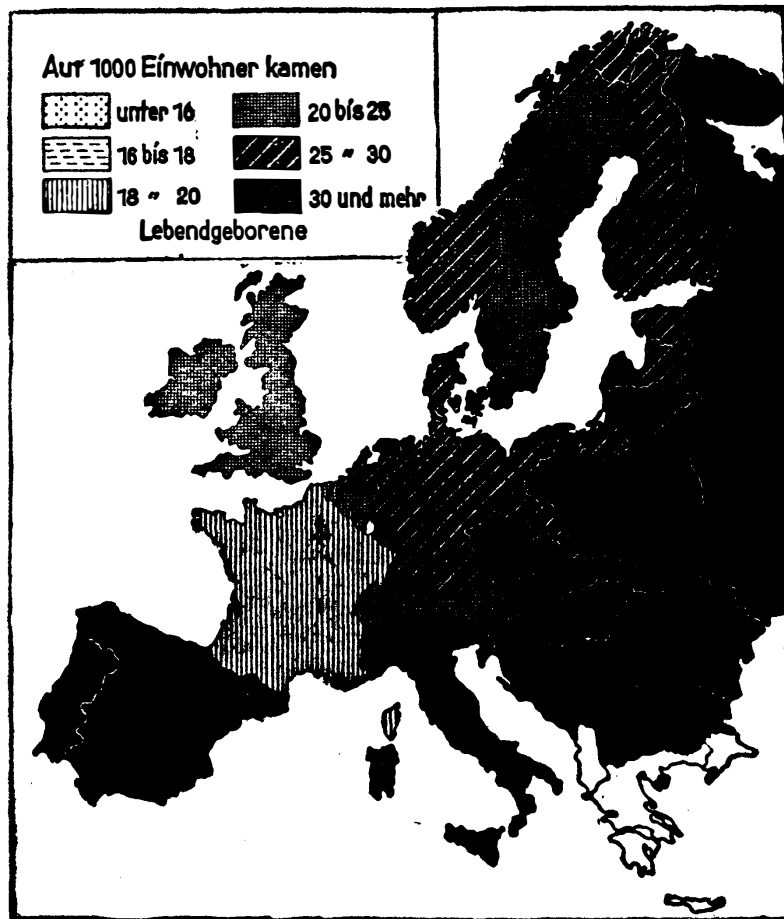 Auf 1000 Einwohner kamen
unter 16
20 bis 25
16 bis 18
25 " 30
18 " 20
30 und mehr
Lebendgeborene